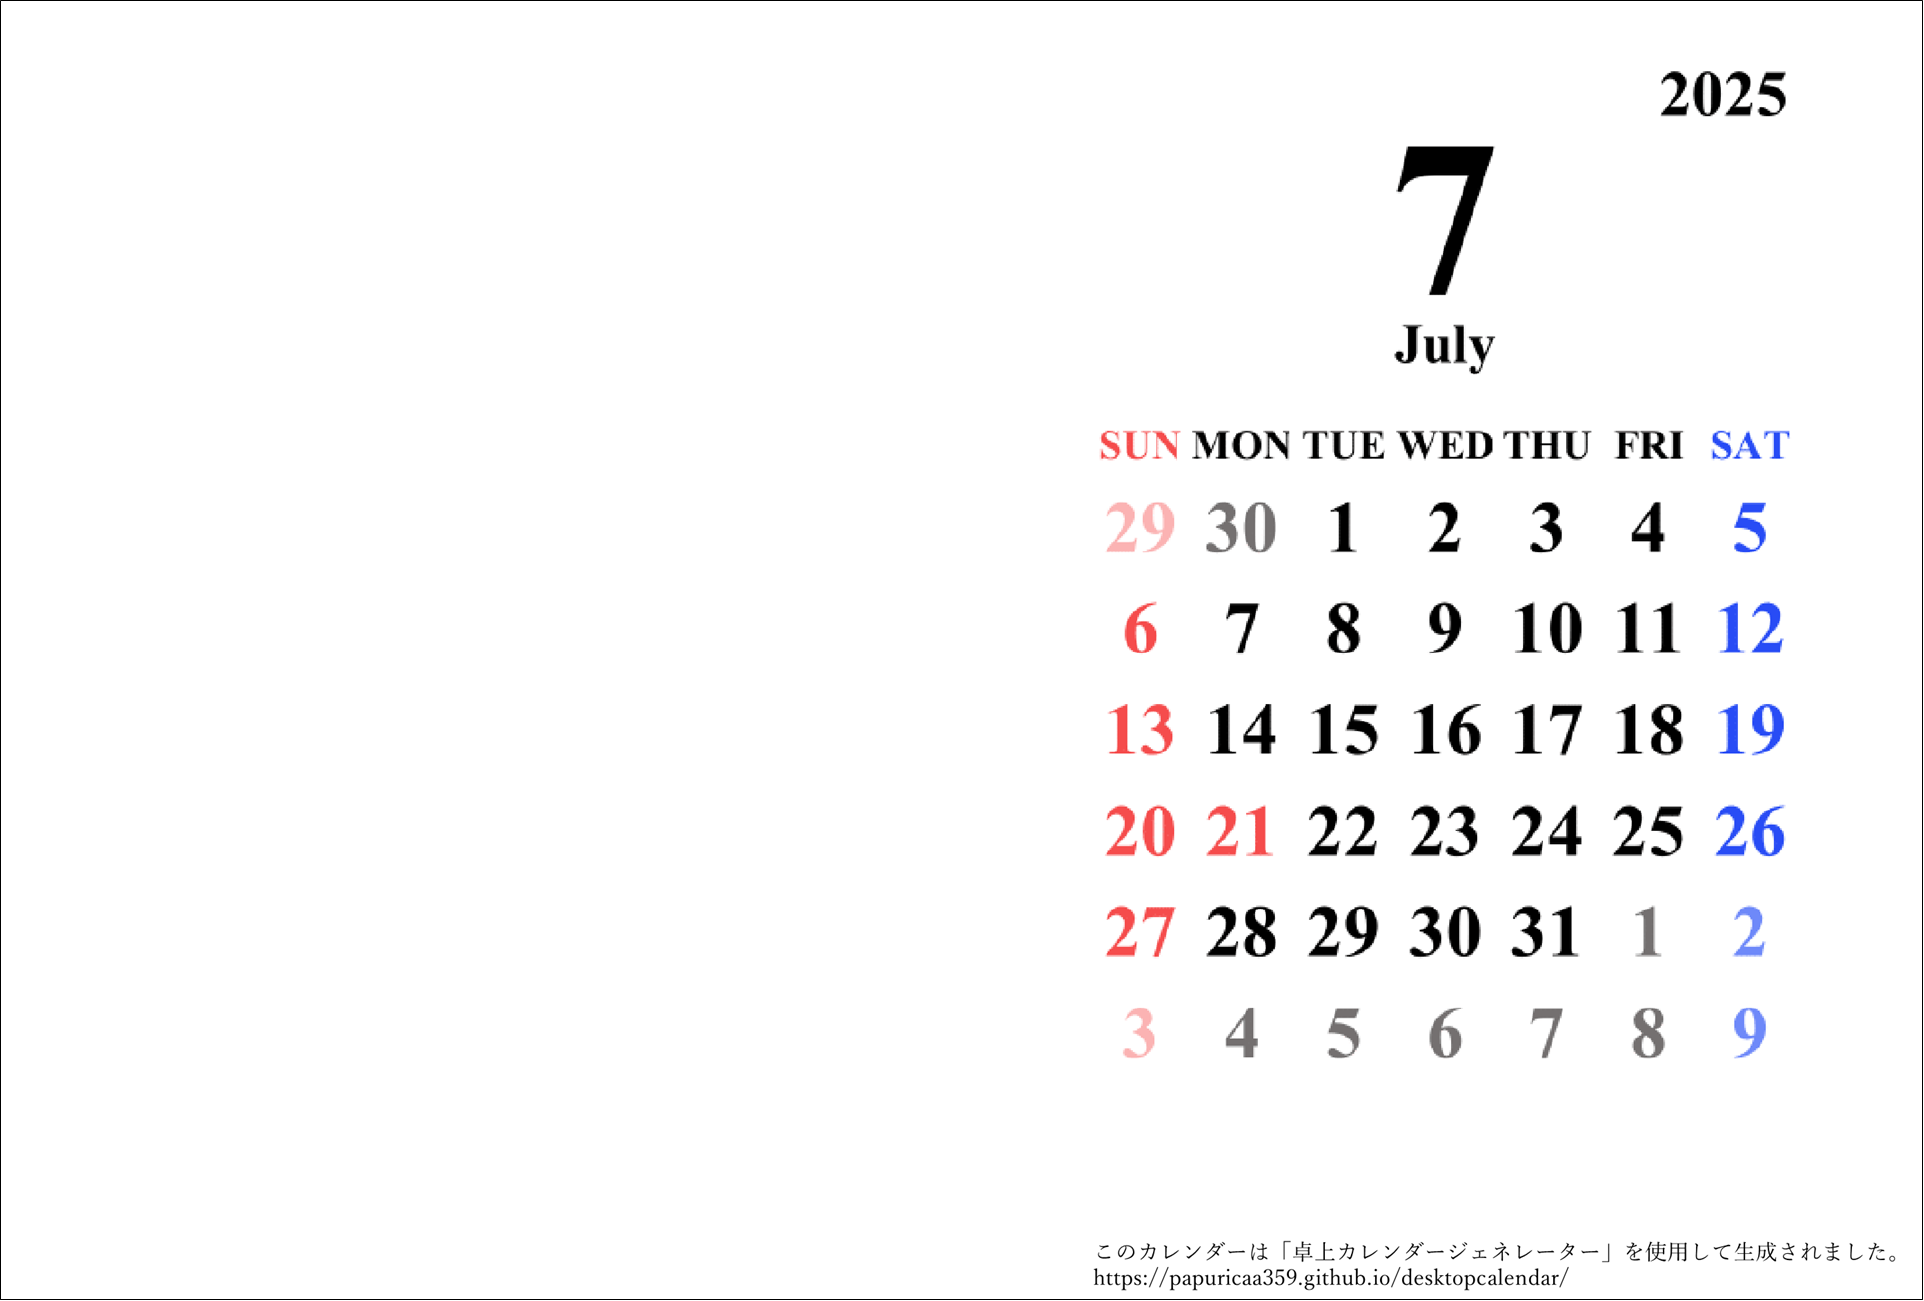 2025
7
July
SUN MON TUE WED THU FRI SAT
29 30 1 2 3 4 5
6 7 8 9 10 11 12
13 14 15 16 17 18 19
20 21 22 23 24 25 26
27 28 29 30 31 1 2
3 4 5 6 7 8 9
このカレンダーは「卓上カレンダージェネレーター」を使用して生成されました。
https://papuricaa359.github.io/desktopcalendar/